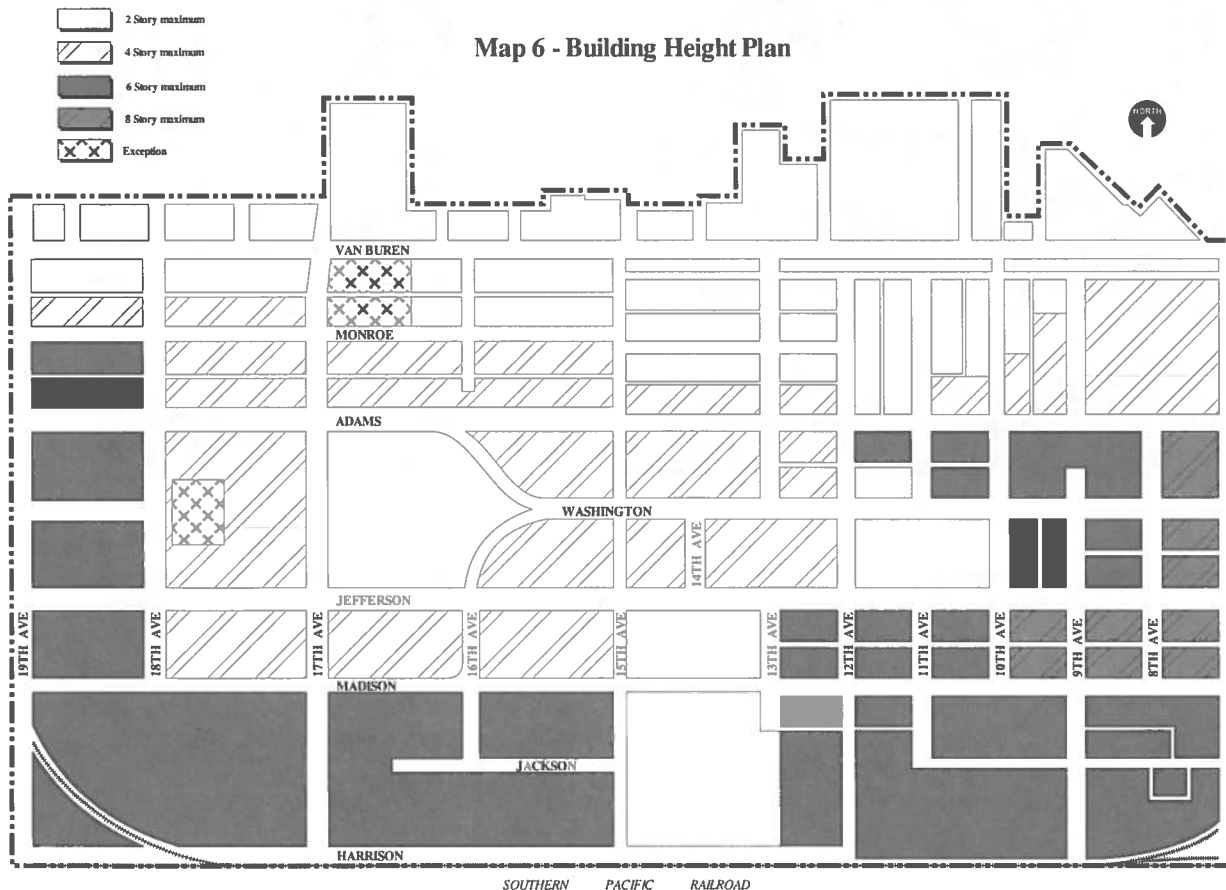 2 Story maximum
Map 6 - Building Height Plan
4 Story maximum
6 Story maximum
8 Story maximum
Exception
NORTH
VAN BUREN
MONROE
ADAMS
WASHINGTON
14TH AVE
JEFFERSON
19TH AVE
18TH AVE
17TH AVE
16TH AVE
15TH AVE
13TH AVE
12TH AVE
11TH AVE
10TH AVE
9TH AVE
8TH AVE
MADISON
JACKSON
HARRISON
SOUTHERN PACIFIC RAILROAD